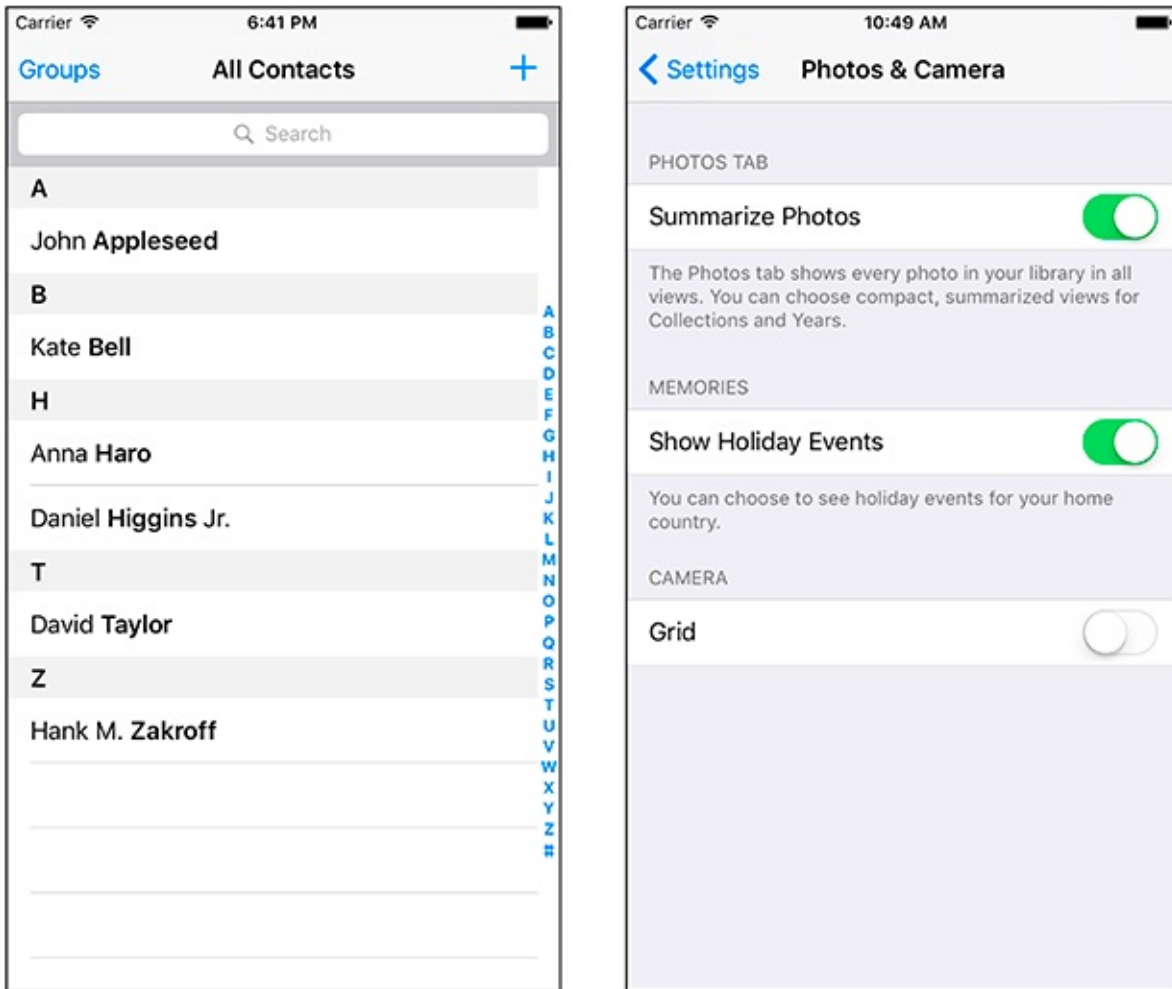 Carrier 6:41 PM
Groups All Contacts +
Search
A
John Appleseed
B
Kate Bell
H
Anna Haro
Daniel Higgins Jr.
T
David Taylor
Z
Hank M. Zakroff
A
B
C
D
E
F
G
H
I
J
K
L
M
N
O
P
Q
R
S
T
U
V
W
X
Y
Z
#
Carrier 10:49 AM
Settings Photos & Camera
PHOTOS TAB
Summarize Photos
The Photos tab shows every photo in your library in all
views. You can choose compact, summarized views for
Collections and Years.
MEMORIES
Show Holiday Events
You can choose to see holiday events for your home
country.
CAMERA
Grid